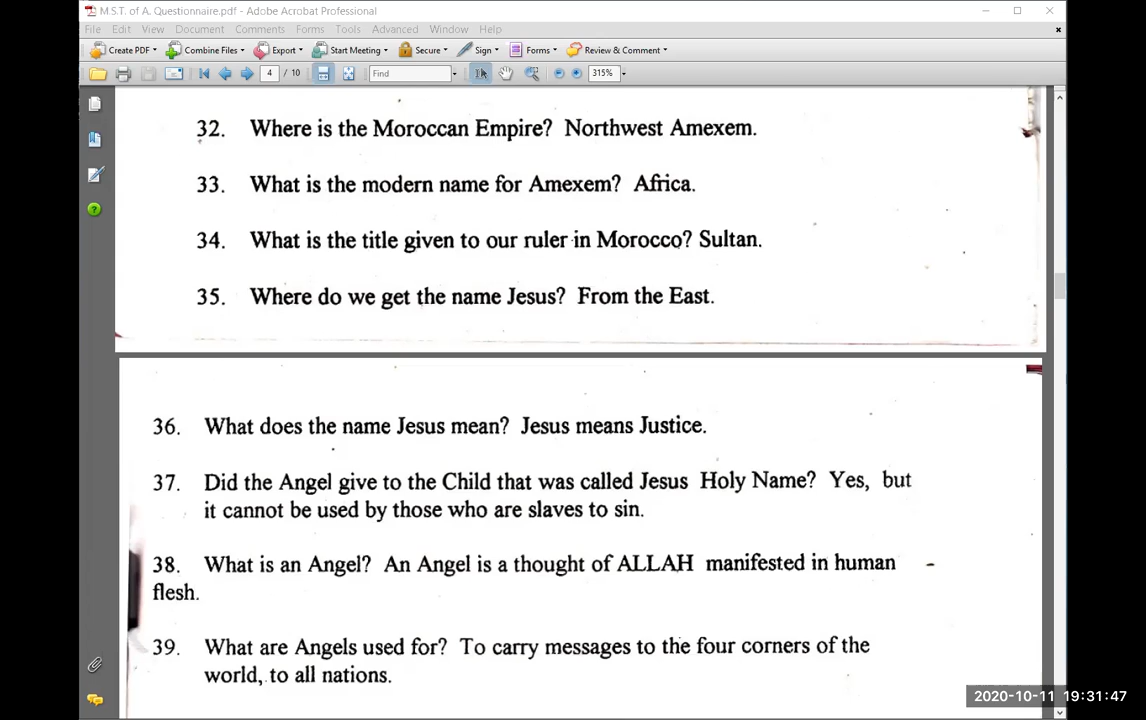 M.S.T. of A. Questionnaire.pdf - Adobe Acrobat Professional
File Edit View Document Comments Forms Tools Advanced Window Help
Create PDF Combine Files Export Start Meeting Secure Sign Forms Review & Comment
4 / 10 Find 315%
32. Where is the Moroccan Empire? Northwest Amexem.
33. What is the modern name for Amexem? Africa.
34. What is the title given to our ruler in Morocco? Sultan.
35. Where do we get the name Jesus? From the East.
36. What does the name Jesus mean? Jesus means Justice.
37. Did the Angel give to the Child that was called Jesus Holy Name? Yes, but
it cannot be used by those who are slaves to sin.
38. What is an Angel? An Angel is a thought of ALLAH manifested in human
flesh.
39. What are Angels used for? To carry messages to the four corners of the
world, to all nations.
2020-10-11 19:31:47